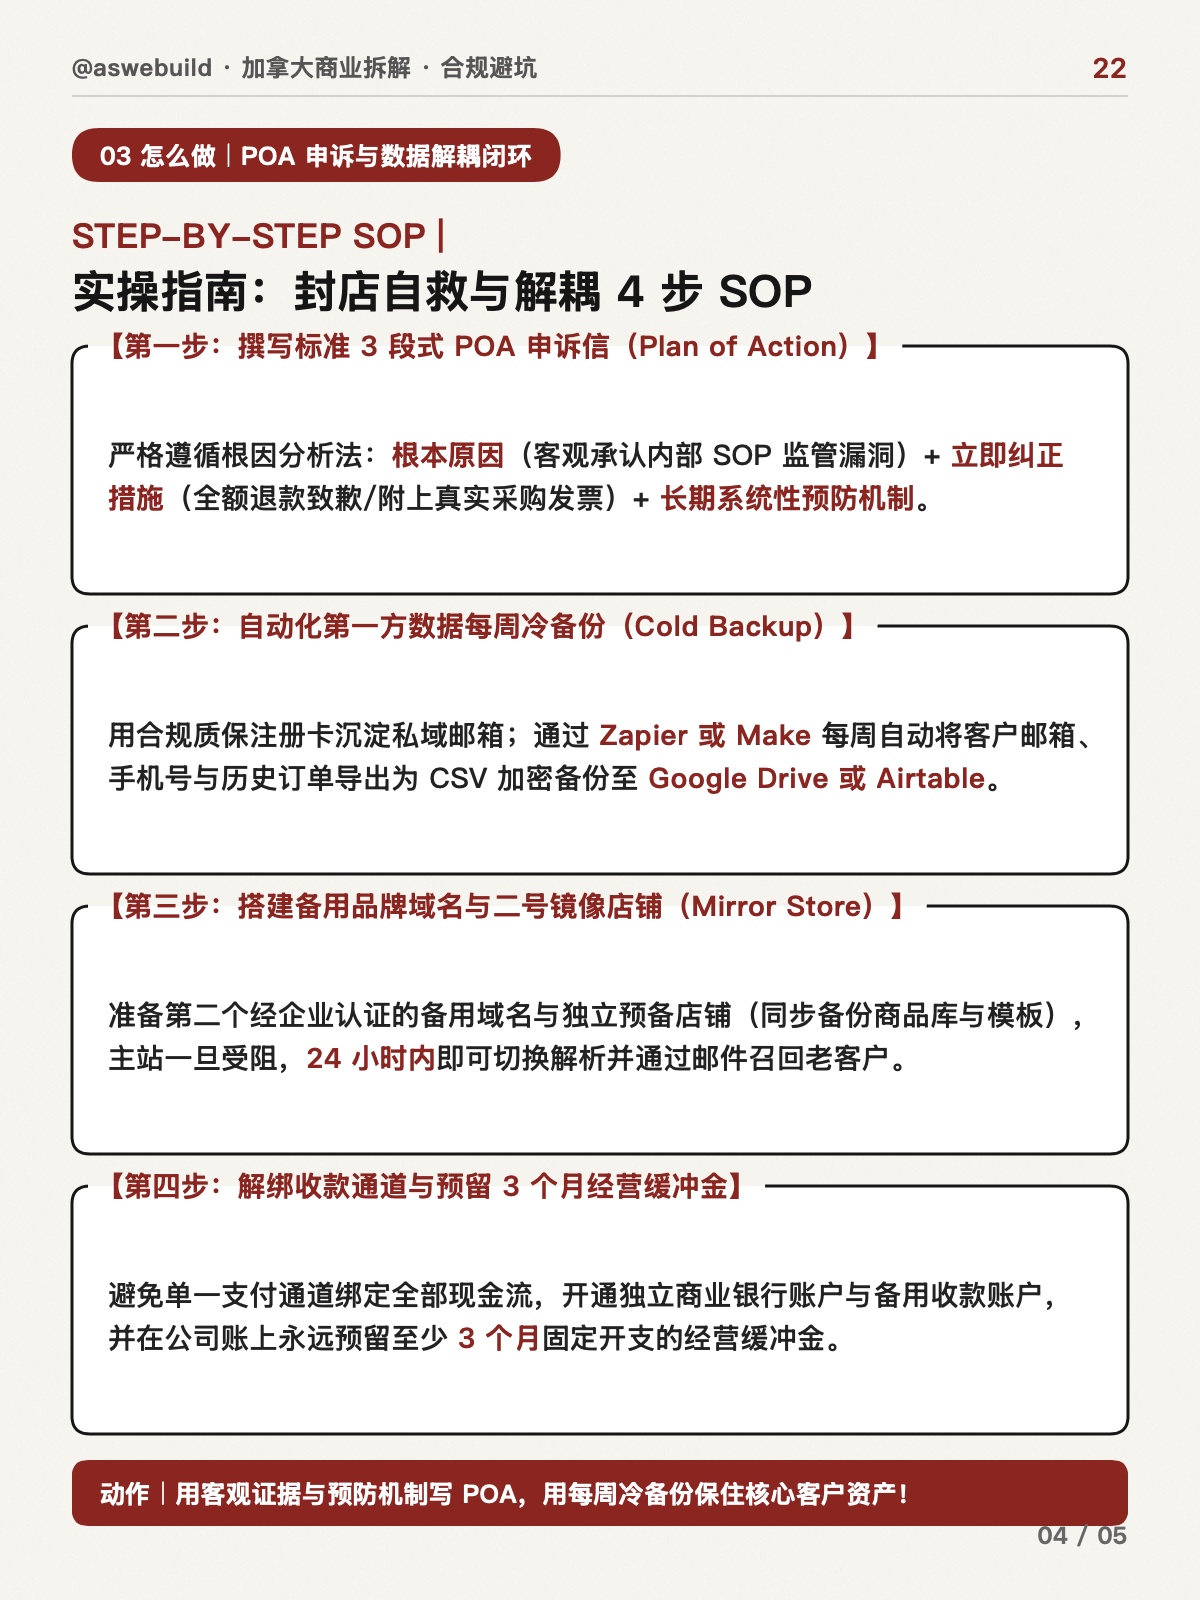 @aswebuild · 加拿大商业拆解 · 合规避坑
22
03 怎么做｜POA 申诉与数据解耦闭环
STEP–BY–STEP SOP |
实操指南：封店自救与解耦 4 步 SOP
【第一步：撰写标准 3 段式 POA 申诉信（Plan of Action）】
严格遵循根因分析法：根本原因（客观承认内部 SOP 监管漏洞）+ 立即纠正
措施（全额退款致歉/附上真实采购发票）+ 长期系统性预防机制。
【第二步：自动化第一方数据每周冷备份（Cold Backup）】
用合规质保注册卡沉淀私域邮箱；通过 Zapier 或 Make 每周自动将客户邮箱、
手机号与历史订单导出为 CSV 加密备份至 Google Drive 或 Airtable。
【第三步：搭建备用品牌域名与二号镜像店铺（Mirror Store）】
准备第二个经企业认证的备用域名与独立预备店铺（同步备份商品库与模板），
主站一旦受阻，24 小时内即可切换解析并通过邮件召回老客户。
【第四步：解绑收款通道与预留 3 个月经营缓冲金】
避免单一支付通道绑定全部现金流，开通独立商业银行账户与备用收款账户，
并在公司账上永远预留至少 3 个月固定开支的经营缓冲金。
动作｜用客观证据与预防机制写 POA，用每周冷备份保住核心客户资产！
04 / 05